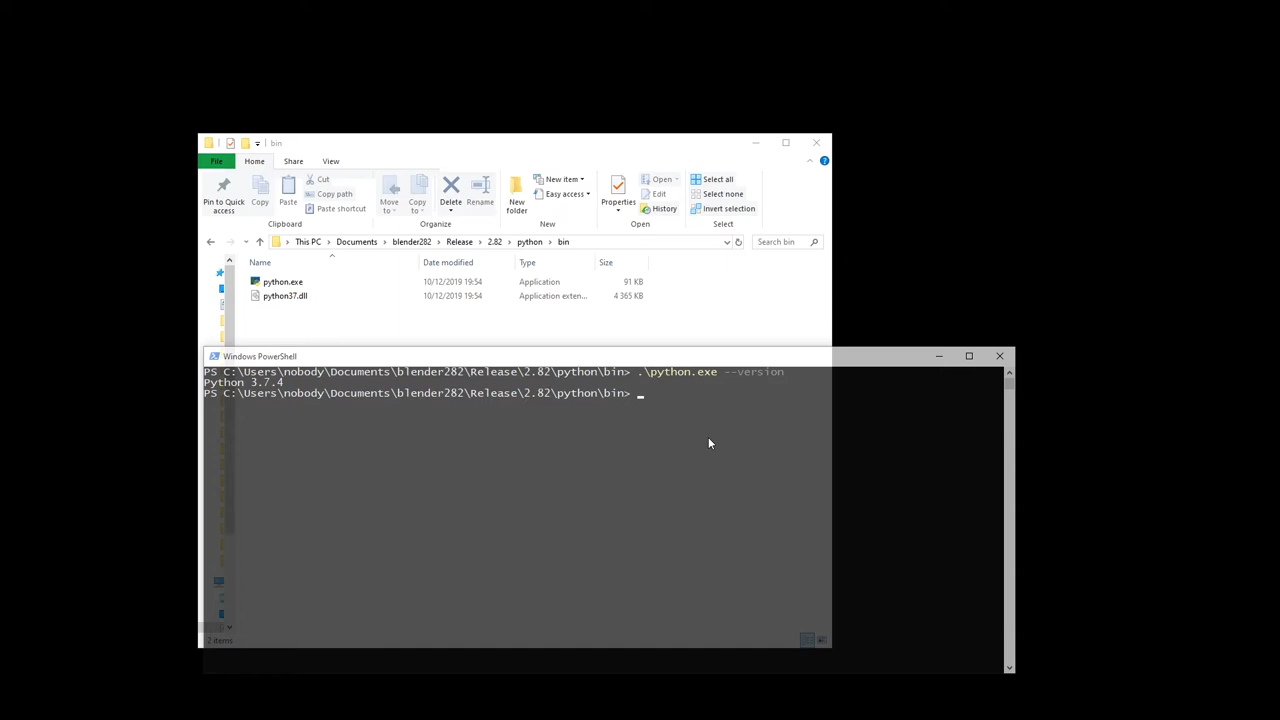 bin
File Home Share View
Pin to Quick access
Copy
Paste
Cut
Copy path
Paste shortcut
Clipboard
Move to
Copy to
Delete
Rename
Organize
New folder
New item
Easy access
New
Properties
Open
Edit
History
Open
Select all
Select none
Invert selection
Select
This PC Documents blender282 Release 2.82 python bin
Search bin
Name Date modified Type Size
python.exe 10/12/2019 19:54 Application 91 KB
python37.dll 10/12/2019 19:54 Application exten... 4 365 KB
Windows PowerShell
PS C:\Users\nobody\Documents\blender282\Release\2.82\python\bin> .\python.exe --version
Python 3.7.4
PS C:\Users\nobody\Documents\blender282\Release\2.82\python\bin>
2 items